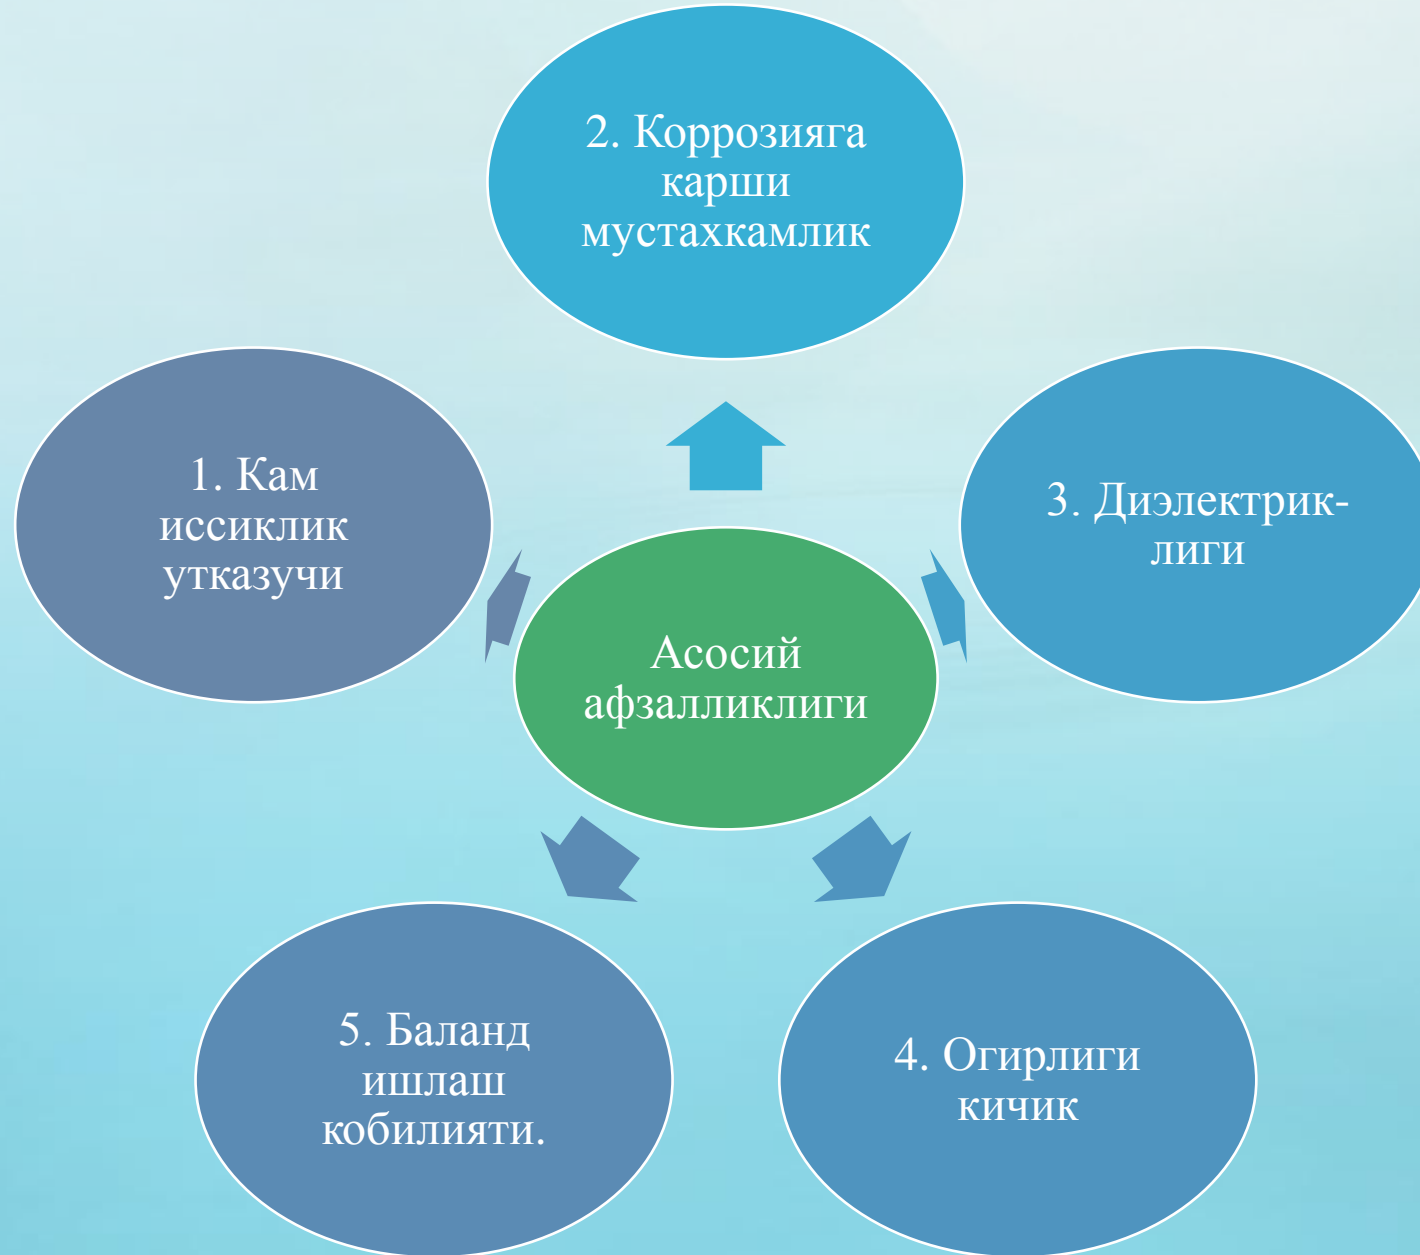 2. Коррозияга
карши
мустахкамлик
1. Кам
иссиклик
утказучи
3. Диэлектрик-
лиги
Асосий
афзалликлиги
5. Баланд
ишлаш
кобилияти.
4. Огирлиги
кичик